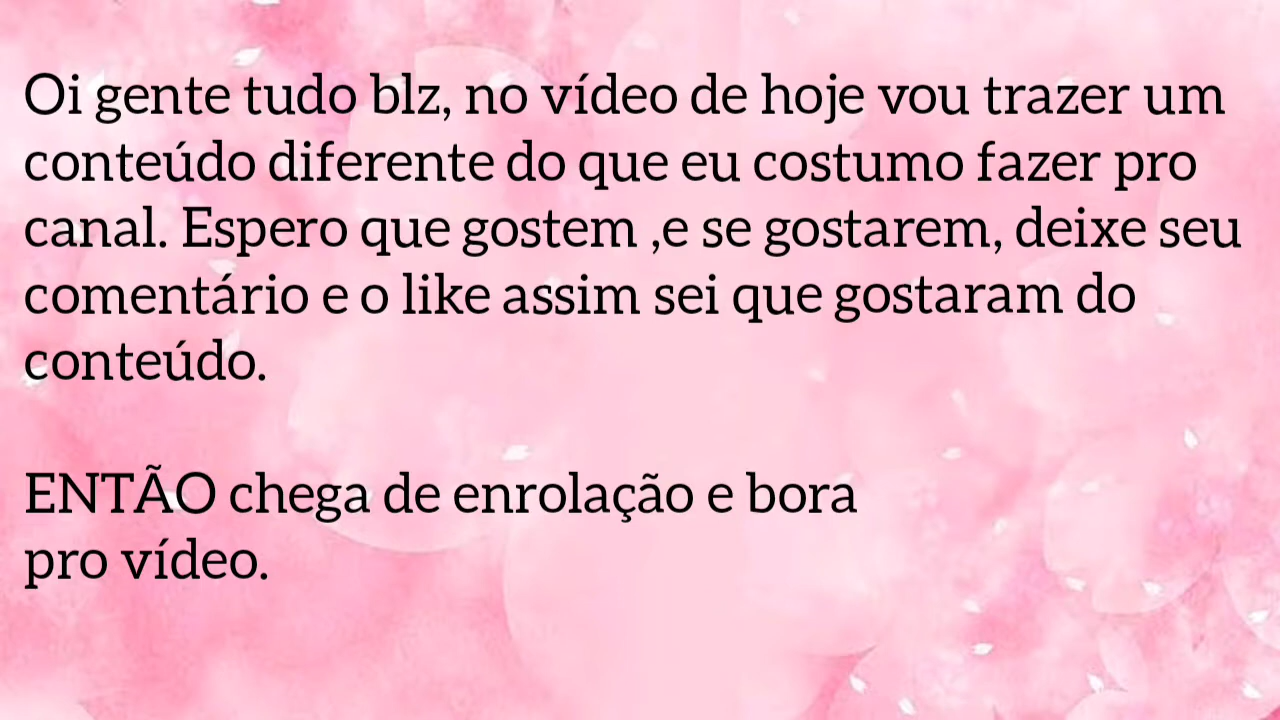 Oi gente tudo blz, no vídeo de hoje vou trazer um
conteúdo diferente do que eu costumo fazer pro
canal. Espero que gostem ,e se gostarem, deixe seu
comentário e o like assim sei que gostaram do
conteúdo.
ENTÃO chega de enrolação e bora
pro vídeo.